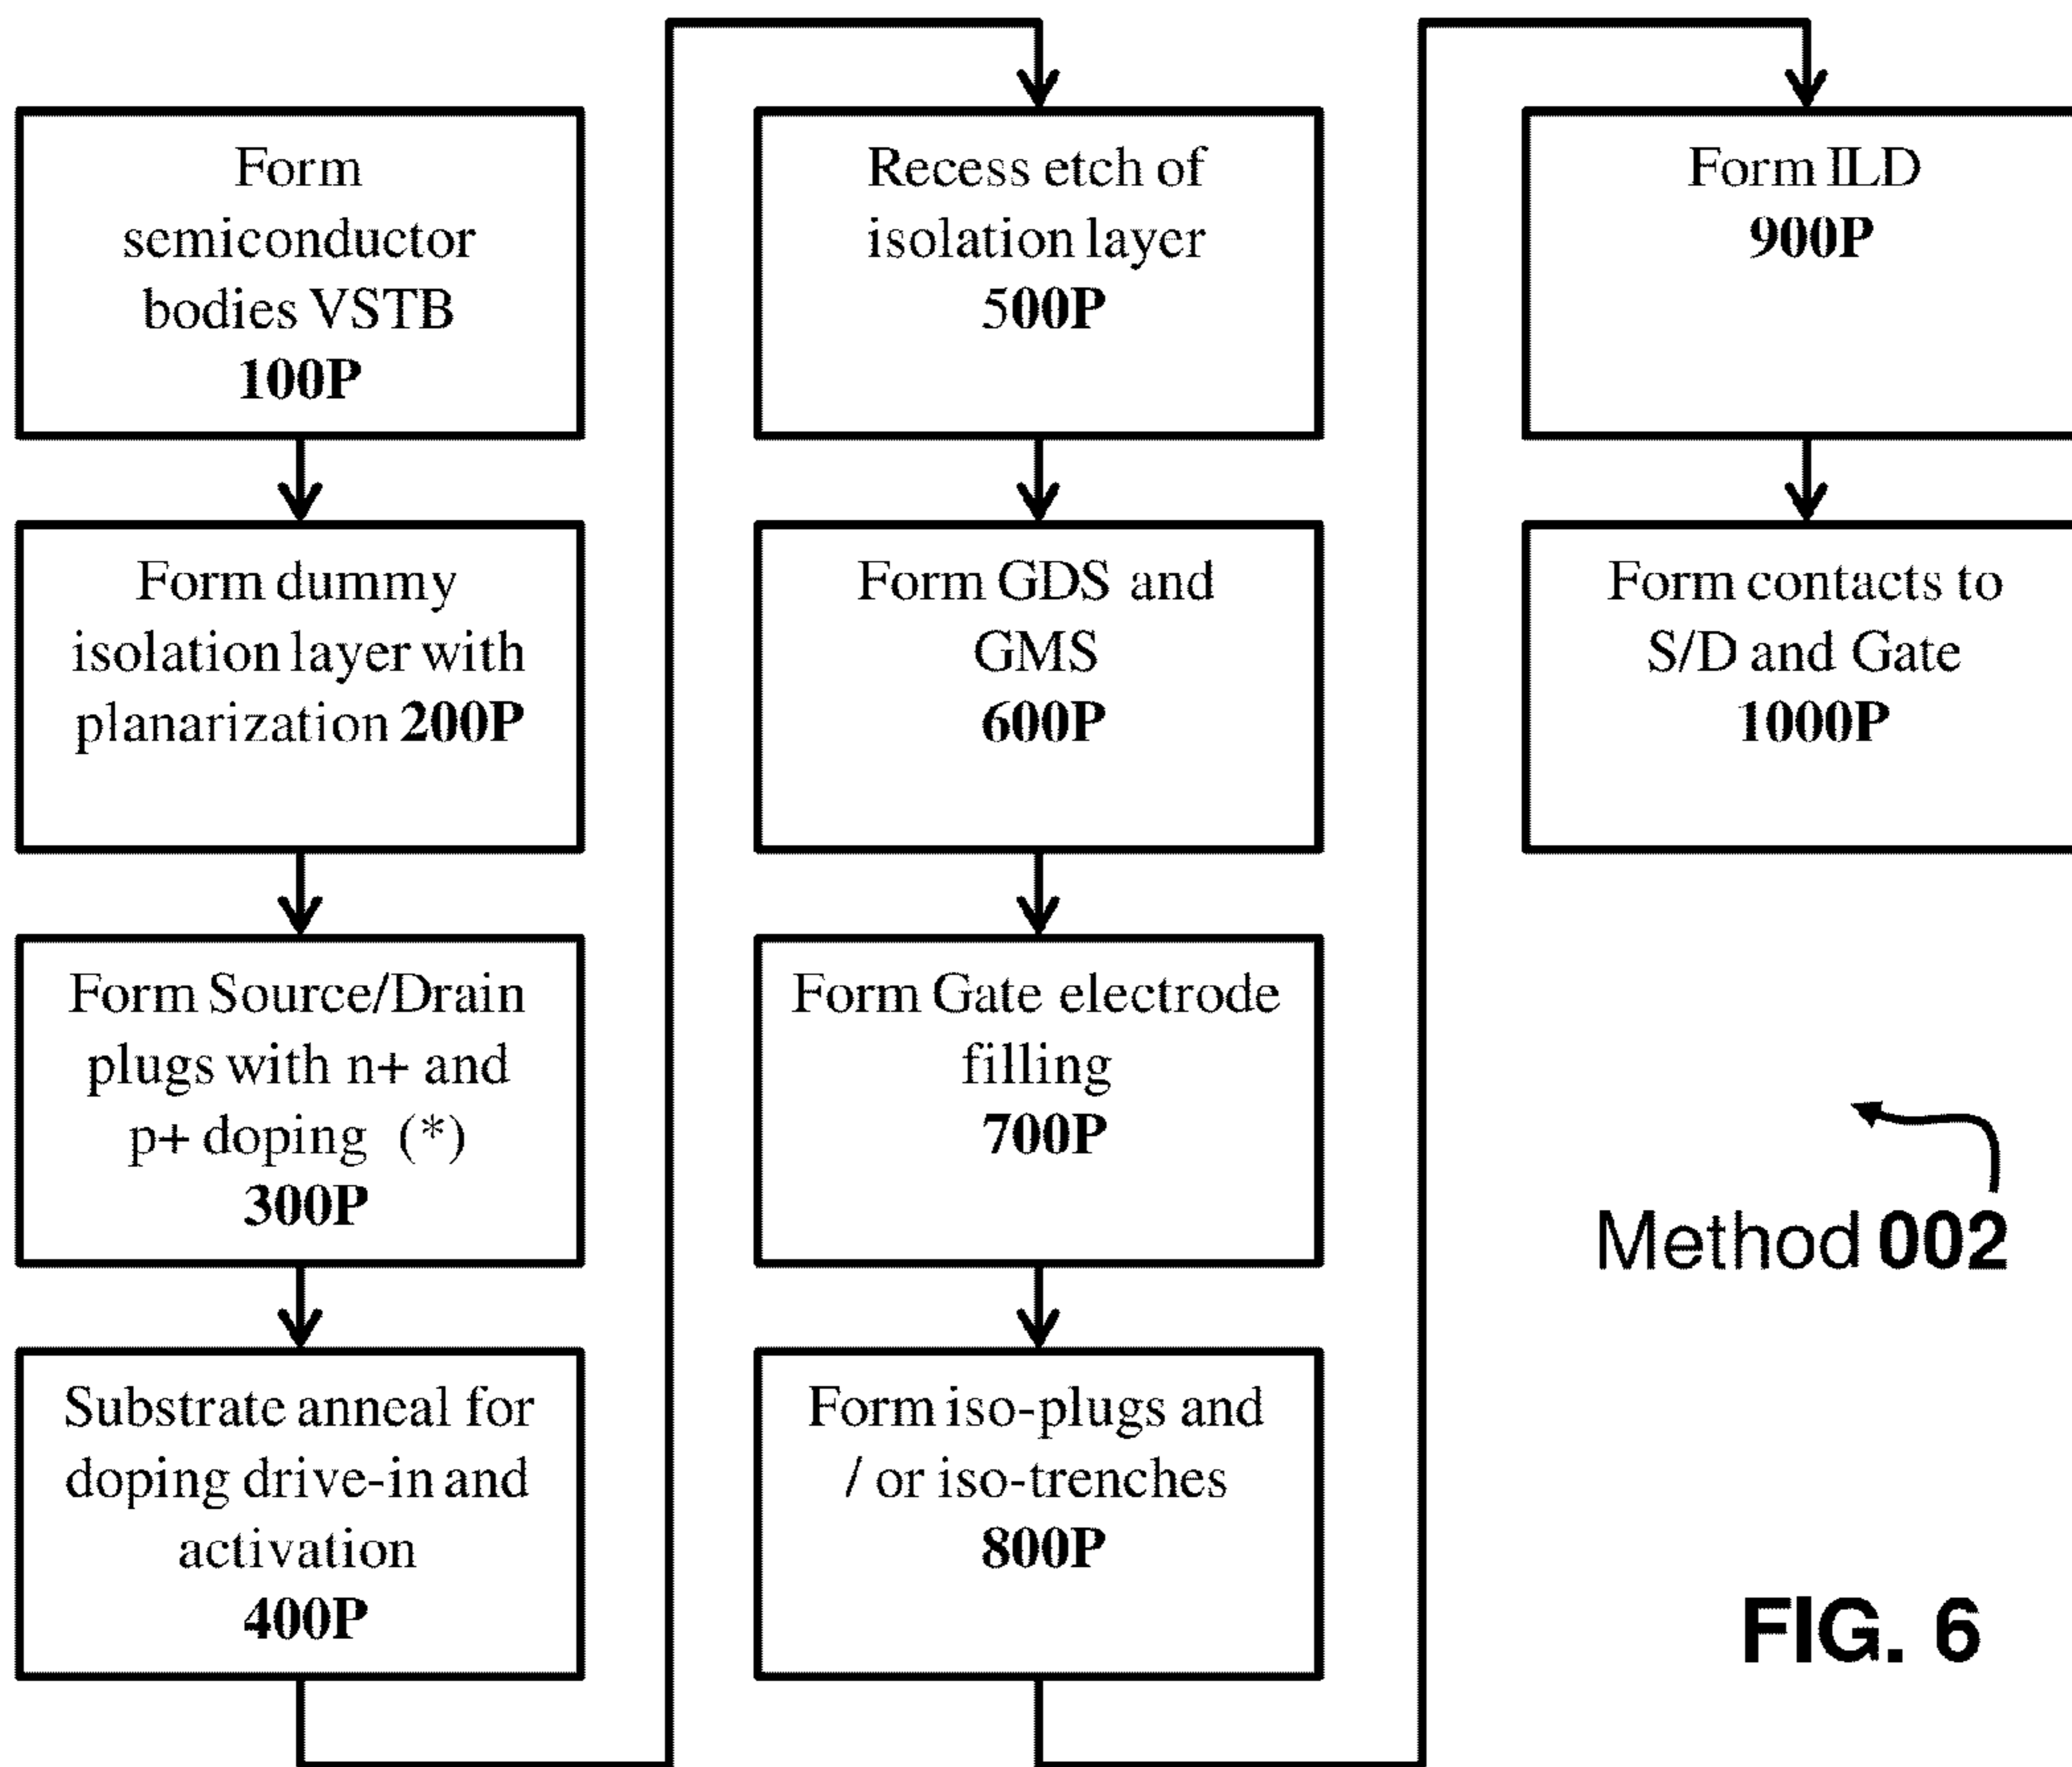 Form
semiconductor
bodies VSTB
100P
Form dummy
isolation layer with
planarization 200P
Form Source/Drain
plugs with n+ and
p+ doping (*)
300P
Substrate anneal for
doping drive-in and
activation
400P
Recess etch of
isolation layer
500P
Form GDS and
GMS
600P
Form Gate electrode
filling
700P
Form iso-plugs and
/ or iso-trenches
800P
Form ILD
900P
Form contacts to
S/D and Gate
1000P
Method 002
FIG. 6